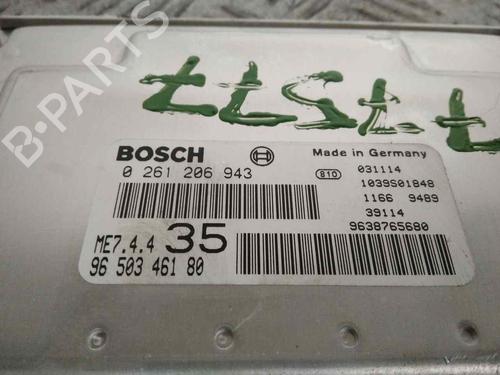 B-PARTS
BOSCH
0 261 206 943
Made in Germany
810 031114
1039S01848
1166 9489
39114
9638765680
ME7.4.4 35
96 503 461 80